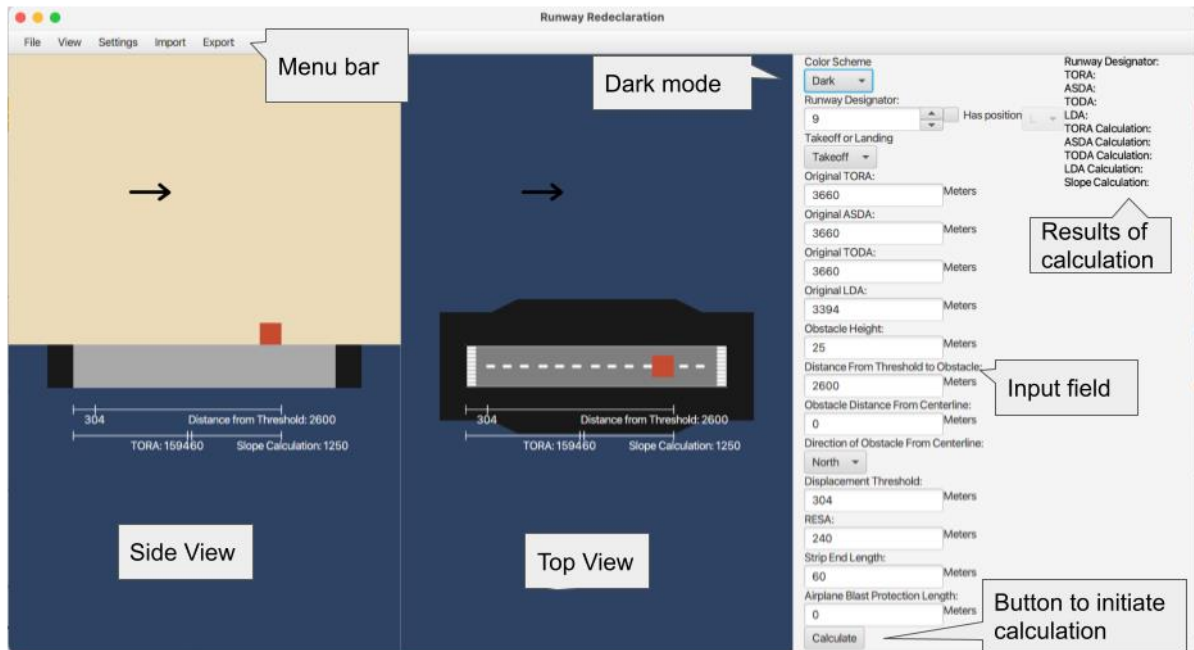 Runway Redeclaration
File View Settings Import Export
Menu bar
Dark mode
Color Scheme
Dark
Runway Designator:
9
Has position
L
Takeoff or Landing
Takeoff
Original TORA:
3660 Meters
Original ASDA:
3660 Meters
Original TODA:
3660 Meters
Original LDA:
3394 Meters
Obstacle Height:
25 Meters
Distance From Threshold to Obstacle:
2600 Meters
Obstacle Distance From Centerline:
0 Meters
Direction of Obstacle From Centerline:
North
Displacement Threshold:
304 Meters
RESA:
240 Meters
Strip End Length:
60 Meters
Airplane Blast Protection Length:
0 Meters
Calculate
Runway Designator:
TORA:
ASDA:
TODA:
LDA:
TORA Calculation:
ASDA Calculation:
TODA Calculation:
LDA Calculation:
Slope Calculation:
Results of
calculation
Input field
Button to initiate
calculation
304 Distance from Threshold: 2600
TORA: 159460 Slope Calculation: 1250
Side View
304 Distance from Threshold: 2600
TORA: 159460 Slope Calculation: 1250
Top View